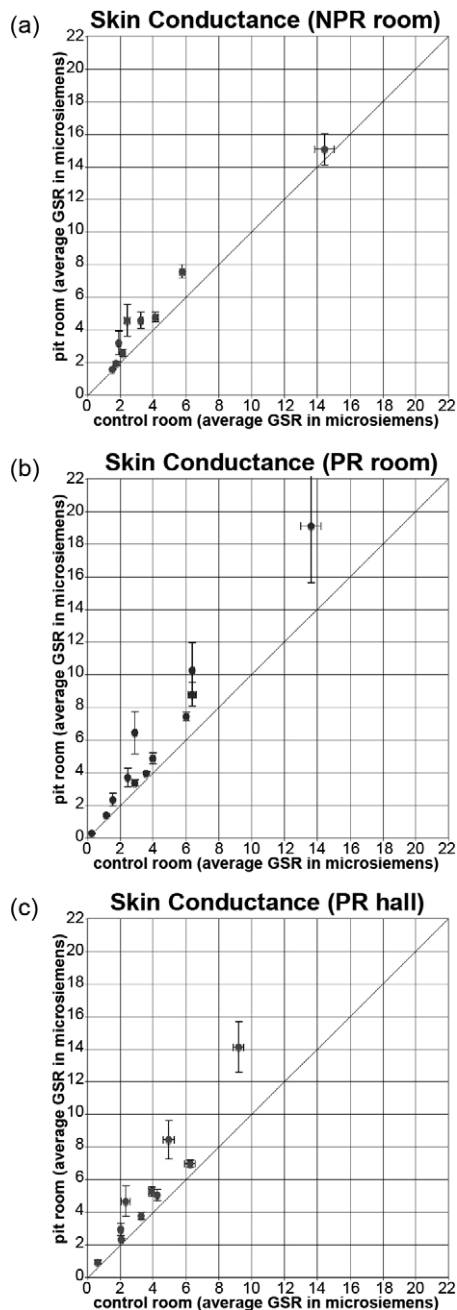 (a)
Skin Conductance (NPR room)
pit room (average GSR in microsiemens)
22
20
18
16
14
12
10
8
6
4
2
0
0 2 4 6 8 10 12 14 16 18 20 22
control room (average GSR in microsiemens)
(b)
Skin Conductance (PR room)
pit room (average GSR in microsiemens)
22
20
18
16
14
12
10
8
6
4
2
0
0 2 4 6 8 10 12 14 16 18 20 22
control room (average GSR in microsiemens)
(c)
Skin Conductance (PR hall)
pit room (average GSR in microsiemens)
22
20
18
16
14
12
10
8
6
4
2
0
0 2 4 6 8 10 12 14 16 18 20 22
control room (average GSR in microsiemens)